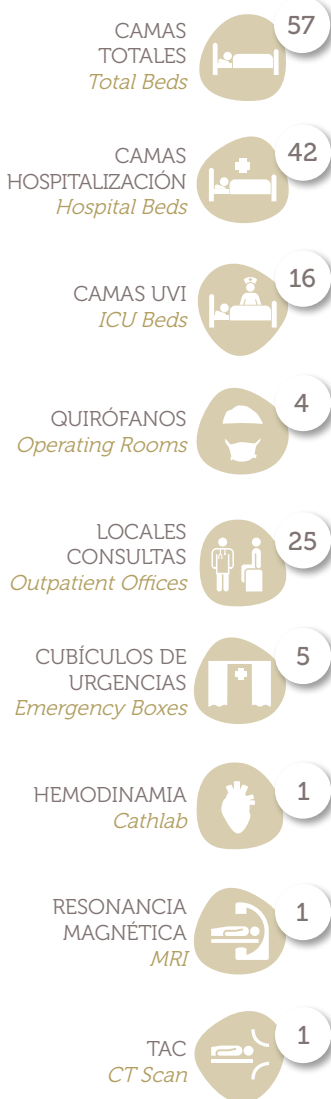 CAMAS
TOTALES
Total Beds
57
CAMAS
HOSPITALIZACIÓN
Hospital Beds
42
CAMAS UVI
ICU Beds
16
QUIRÓFANOS
Operating Rooms
4
LOCALES
CONSULTAS
Outpatient Offices
25
CUBÍCULOS DE
URGENCIAS
Emergency Boxes
5
HEMODINAMIA
Cathlab
1
RESONANCIA
MAGNÉTICA
MRI
1
TAC
CT Scan
1